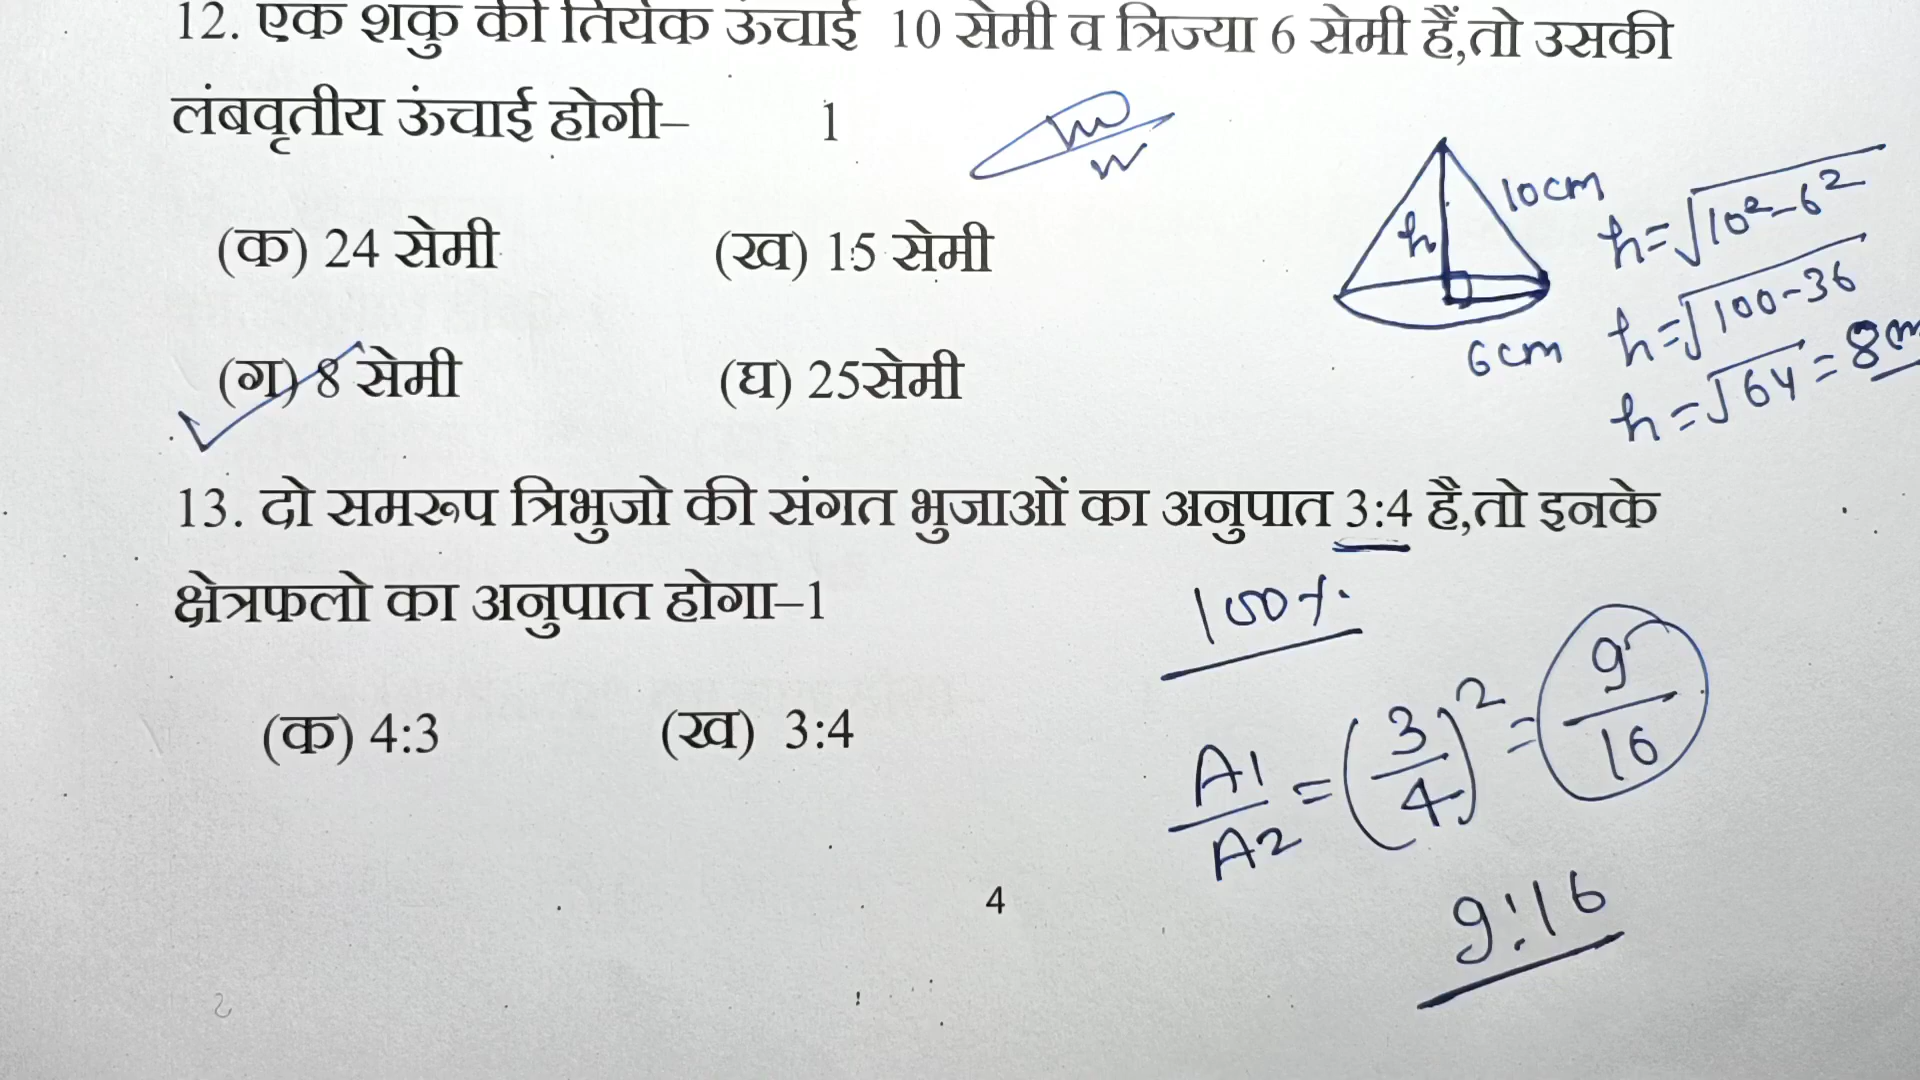 12. एक शंकु की तिर्यक ऊंचाई 10 सेमी व त्रिज्या 6 सेमी हैं,तो उसकी
लंबवृतीय ऊंचाई होगी– 1
(क) 24 सेमी (ख) 15 सेमी
(ग) 8 सेमी (घ) 25सेमी
h 10cm
6cm
h=√10²-6²
h=√100-36
h=√64=8cm
13. दो समरूप त्रिभुजो की संगत भुजाओं का अनुपात 3:4 है,तो इनके
क्षेत्रफलो का अनुपात होगा–1
100%
(क) 4:3 (ख) 3:4
A1/A2=(3/4)²=9/16
9:16
4